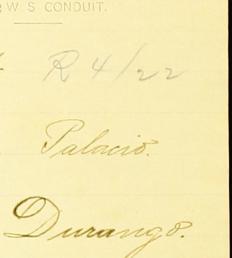 W. S. CONDUIT.
R 4/22
Palacio.
Durango.